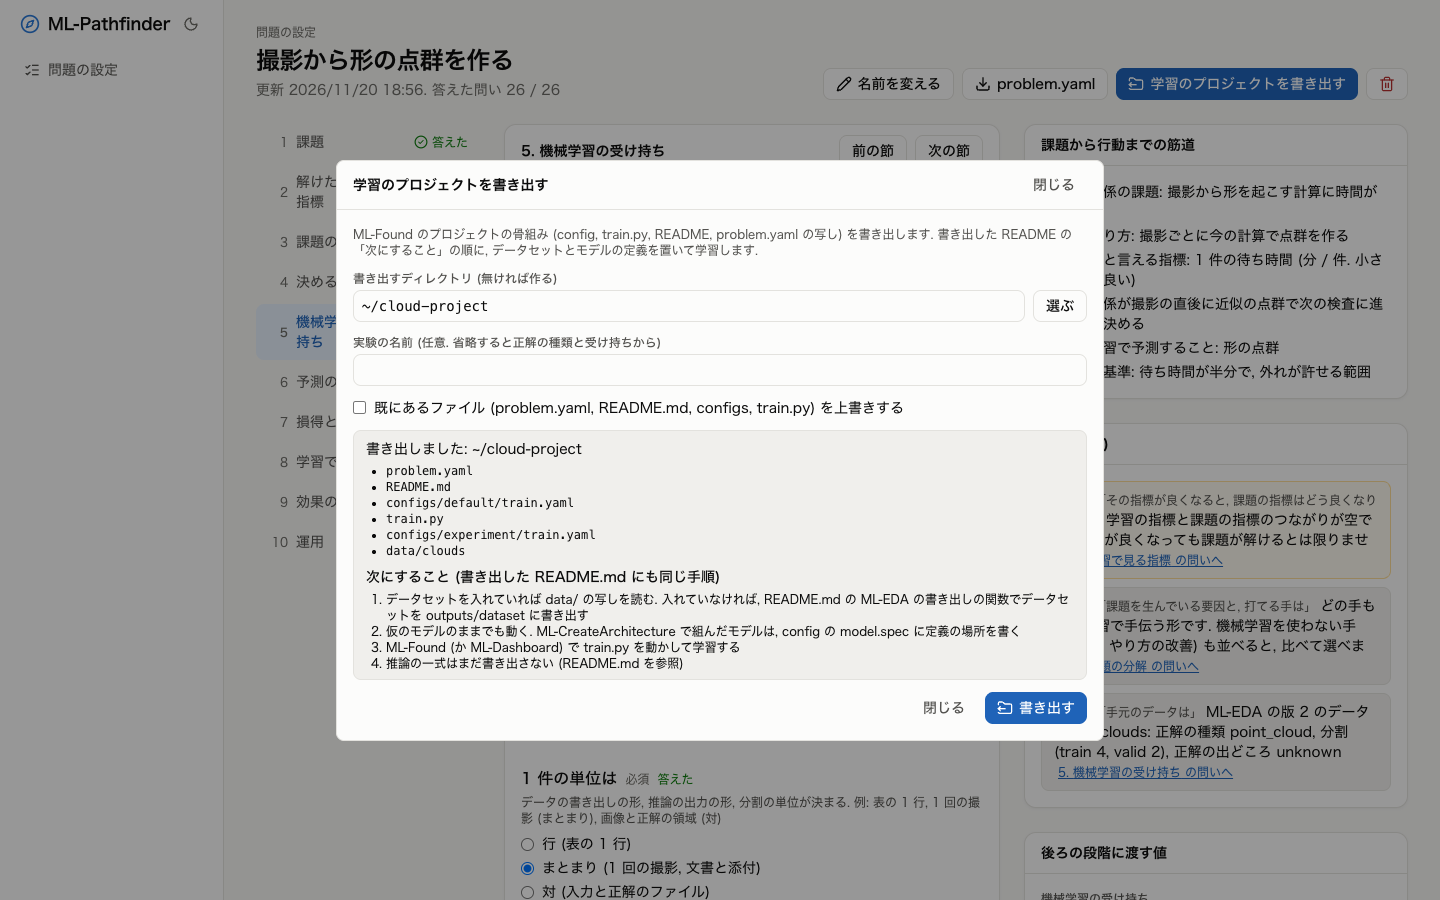 ML-Pathfinder
問題の設定
問題の設定
撮影から形の点群を作る
更新 2026/11/20 18:56. 答えた問い 26 / 26
名前を変える
problem.yaml
学習のプロジェクトを書き出す
1 課題
答えた
2 解けた
指標
3 課題の
4 決める
5 機械学
持ち
6 予測の
7 損得と
8 学習で
9 効果の
10 運用
5. 機械学習の受け持ち
前の節
次の節
学習のプロジェクトを書き出す
閉じる
ML-Found のプロジェクトの骨組み (config, train.py, README, problem.yaml の写し) を書き出します. 書き出した README の
「次にすること」の順に, データセットとモデルの定義を置いて学習します.
書き出すディレクトリ (無ければ作る)
~/cloud-project
選ぶ
実験の名前 (任意. 省略すると正解の種類と受け持ちから)
既にあるファイル (problem.yaml, README.md, configs, train.py) を上書きする
書き出しました: ~/cloud-project
problem.yaml
README.md
configs/default/train.yaml
train.py
configs/experiment/train.yaml
data/clouds
次にすること (書き出した README.md にも同じ手順)
1. データセットを入れていれば data/ の写しを読む. 入れていなければ, README.md の ML-EDA の書き出しの関数でデータセ
ットを outputs/dataset に書き出す
2. 仮のモデルのままでも動く. ML-CreateArchitecture で組んだモデルは, config の model.spec に定義の場所を書く
3. ML-Found (か ML-Dashboard) で train.py を動かして学習する
4. 推論の一式はまだ書き出さない (README.md を参照)
閉じる
書き出す
1 件の単位は 必須 答えた
データの書き出しの形, 推論の出力の形, 分割の単位が決まる. 例: 表の 1 行, 1 回の撮
影 (まとまり), 画像と正解の領域 (対)
行 (表の 1 行)
まとまり (1 回の撮影, 文書と添付)
対 (入力と正解のファイル)
課題から行動までの筋道
係の課題: 撮影から形を起こす計算に時間が
り方: 撮影ごとに今の計算で点群を作る
と言える指標: 1 件の待ち時間 (分 / 件. 小さ
良い)
係が撮影の直後に近似の点群で次の検査に進
決める
習で予測すること: 形の点群
基準: 待ち時間が半分で, 外れが許せる範囲
)
「その指標が良くなると, 課題の指標はどう良くなり
学習の指標と課題の指標のつながりが空で
が良くなっても課題が解けるとは限りませ
習で見る指標 の問いへ
「課題を生んでいる要因と, 打てる手は」 どの手も
習で手伝う形です. 機械学習を使わない手
やり方の改善) も並べると, 比べて選べま
題の分解 の問いへ
「手元のデータは」 ML-EDA の版 2 のデータ
clouds: 正解の種類 point_cloud, 分割
(train 4, valid 2), 正解の出どころ unknown
5. 機械学習の受け持ち の問いへ
後ろの段階に渡す値
機械学習の受け持ち